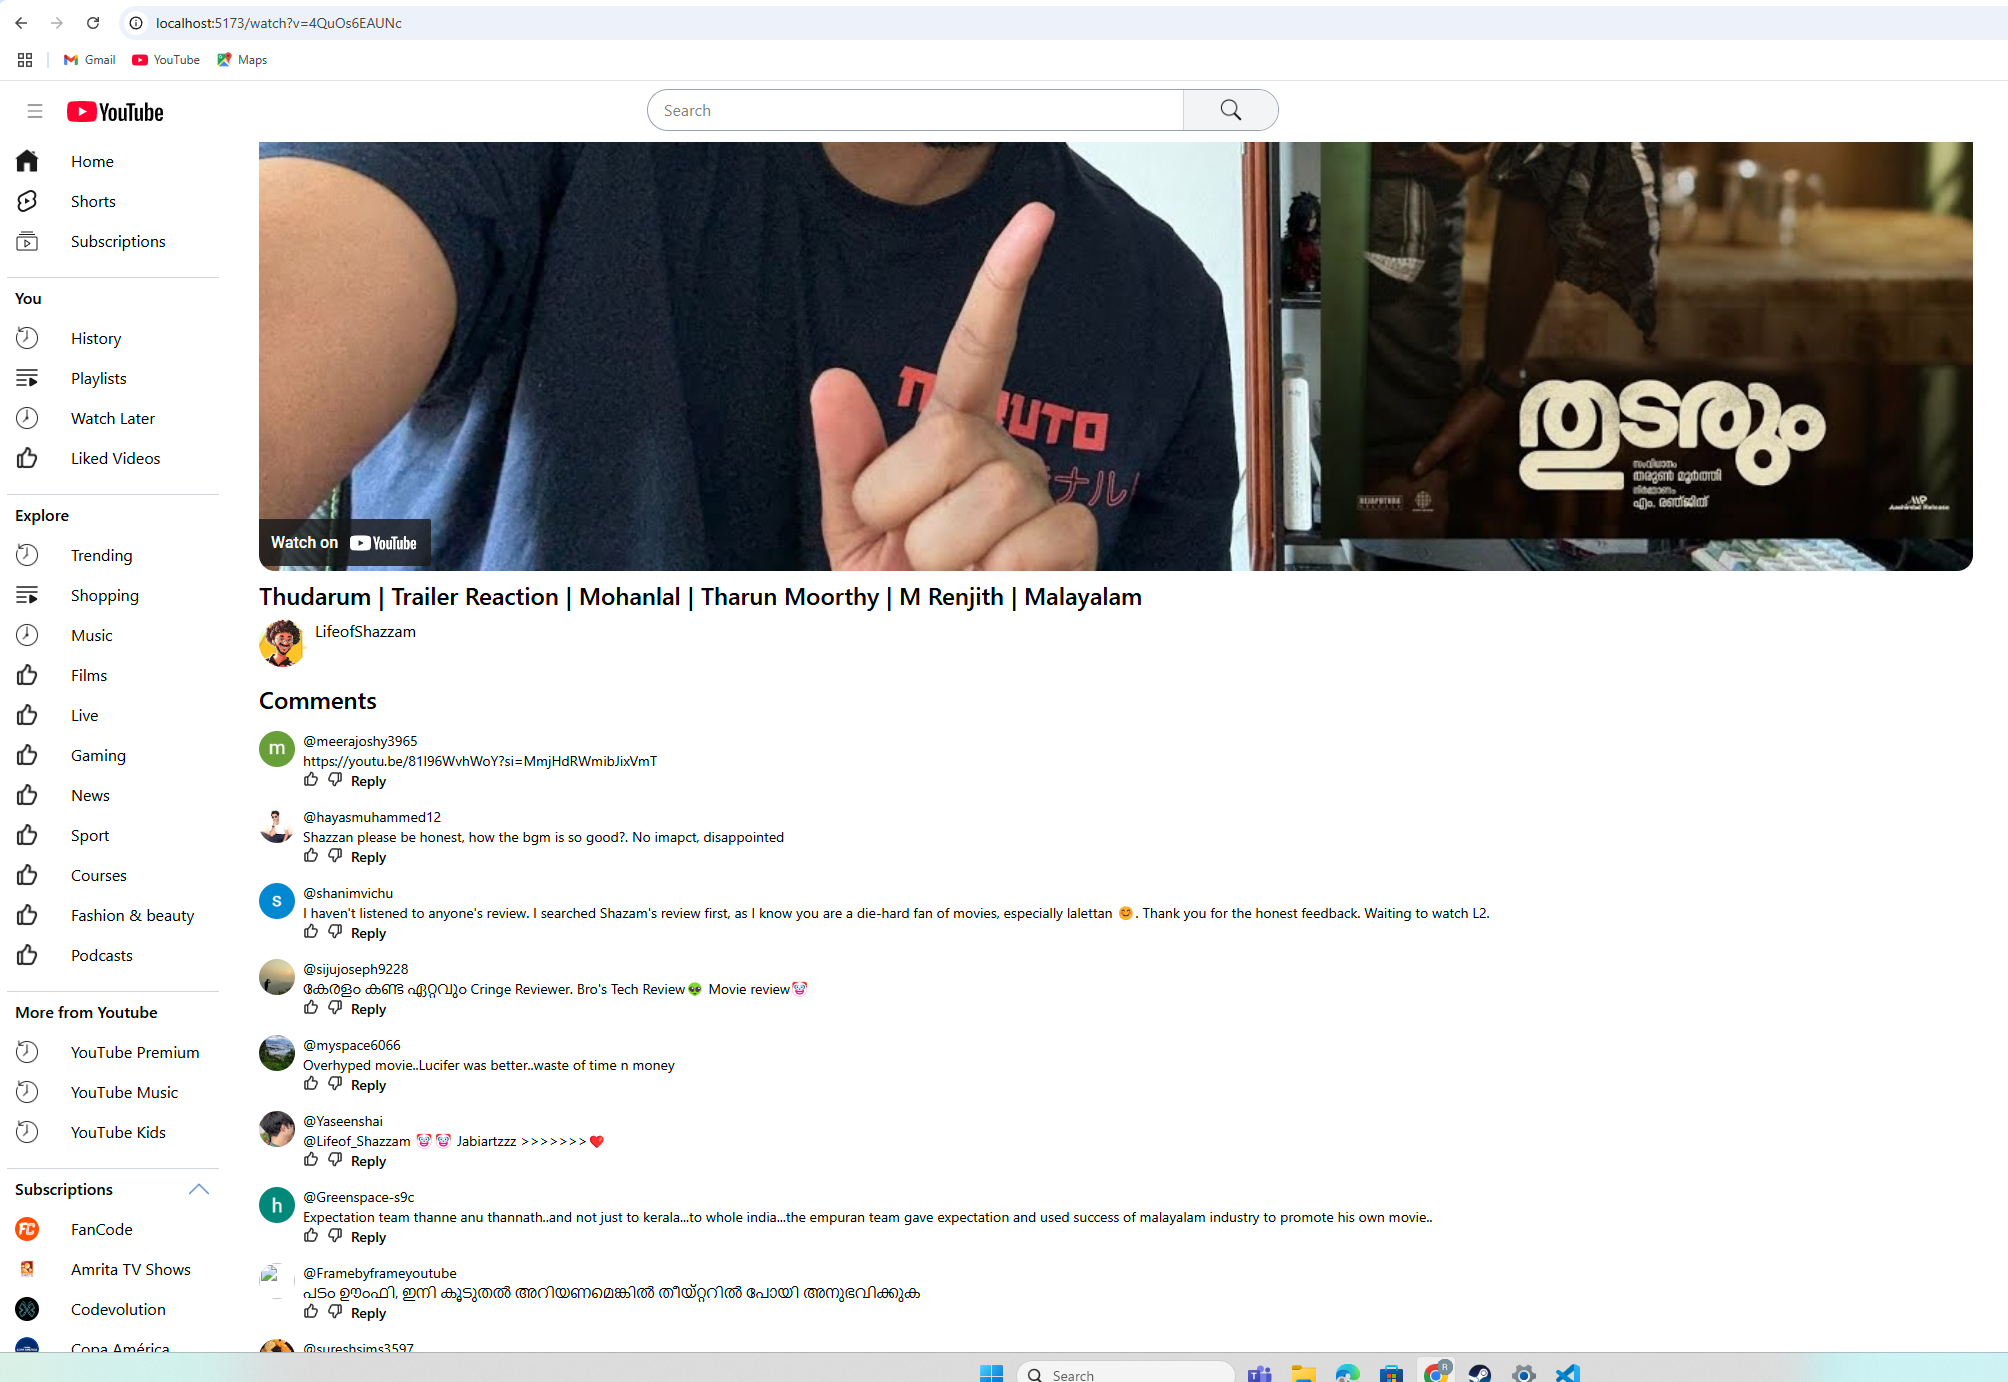 localhost:5173/watch?v=4QuOs6EAUNc
Gmail YouTube Maps
YouTube Search
Home
Shorts
Subscriptions
You
History
Playlists
Watch Later
Liked Videos
Explore
Trending
Shopping
Music
Films
Live
Gaming
News
Sport
Courses
Fashion & beauty
Podcasts
More from Youtube
YouTube Premium
YouTube Music
YouTube Kids
Subscriptions
FanCode
Amrita TV Shows
Codevolution
Copa América
തുടരും
സംവിധാനം
തരുൺ മൂർത്തി
നിർമ്മാണം
എം. രഞ്ജിത്
Watch on YouTube
Thudarum | Trailer Reaction | Mohanlal | Tharun Moorthy | M Renjith | Malayalam
LifeofShazzam
Comments
m @meerajoshy3965
https://youtu.be/81I96WvhWoY?si=MmjHdRWmibJixVmT
Reply
@hayasmuhammed12
Shazzan please be honest, how the bgm is so good?. No imapct, disappointed
Reply
s @shanimvichu
I haven't listened to anyone's review. I searched Shazam's review first, as I know you are a die-hard fan of movies, especially lalettan 😊. Thank you for the honest feedback. Waiting to watch L2.
Reply
@sijujoseph9228
കേരളം കണ്ട ഏറ്റവും Cringe Reviewer. Bro's Tech Review👽 Movie review🤡
Reply
@myspace6066
Overhyped movie..Lucifer was better..waste of time n money
Reply
@Yaseenshai
@Lifeof_Shazzam 🤡🤡 Jabiartzzz >>>>>>>❤️
Reply
h @Greenspace-s9c
Expectation team thanne anu thannath..and not just to kerala...to whole india...the empuran team gave expectation and used success of malayalam industry to promote his own movie..
Reply
@Framebyframeyoutube
പടം ഊംഫി, ഇനി കൂടുതൽ അറിയണമെങ്കിൽ തീയ്റ്ററിൽ പോയി അനുഭവിക്കുക
Reply
@sureshsims3597
Search